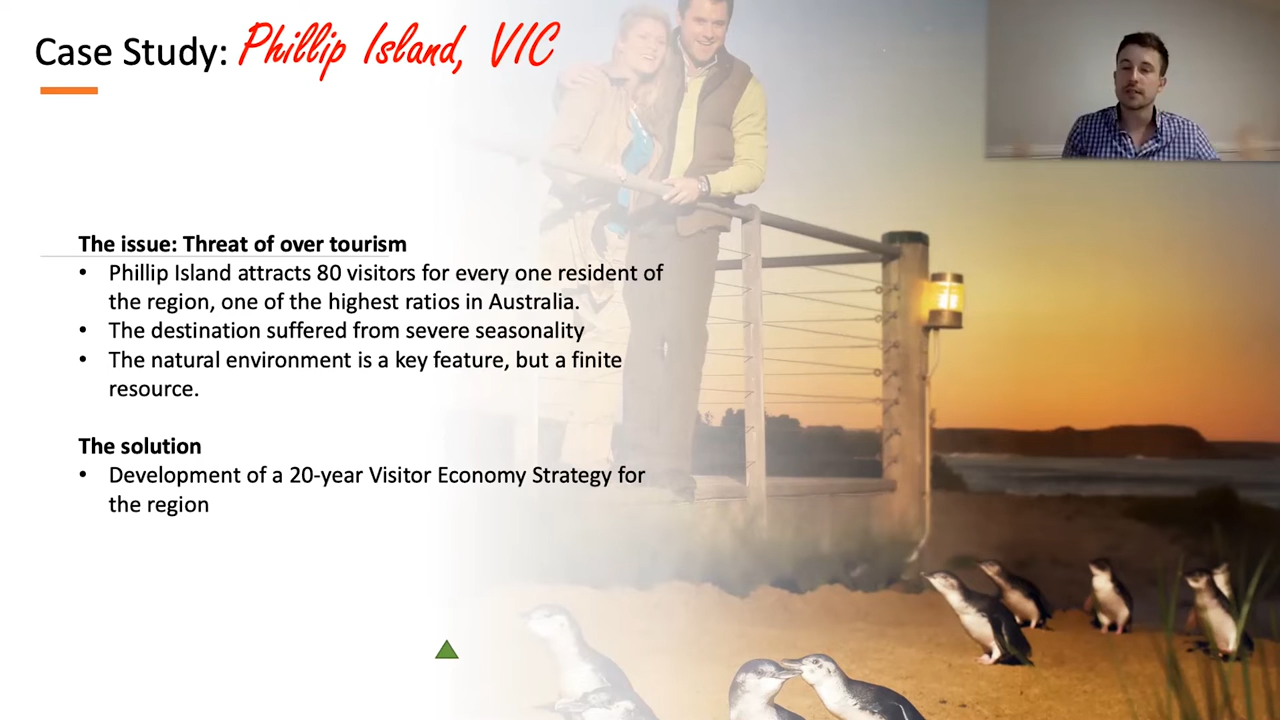 Case Study: Phillip Island, VIC
The issue: Threat of over tourism
• Phillip Island attracts 80 visitors for every one resident of
the region, one of the highest ratios in Australia.
• The destination suffered from severe seasonality
• The natural environment is a key feature, but a finite
resource.
The solution
• Development of a 20-year Visitor Economy Strategy for
the region